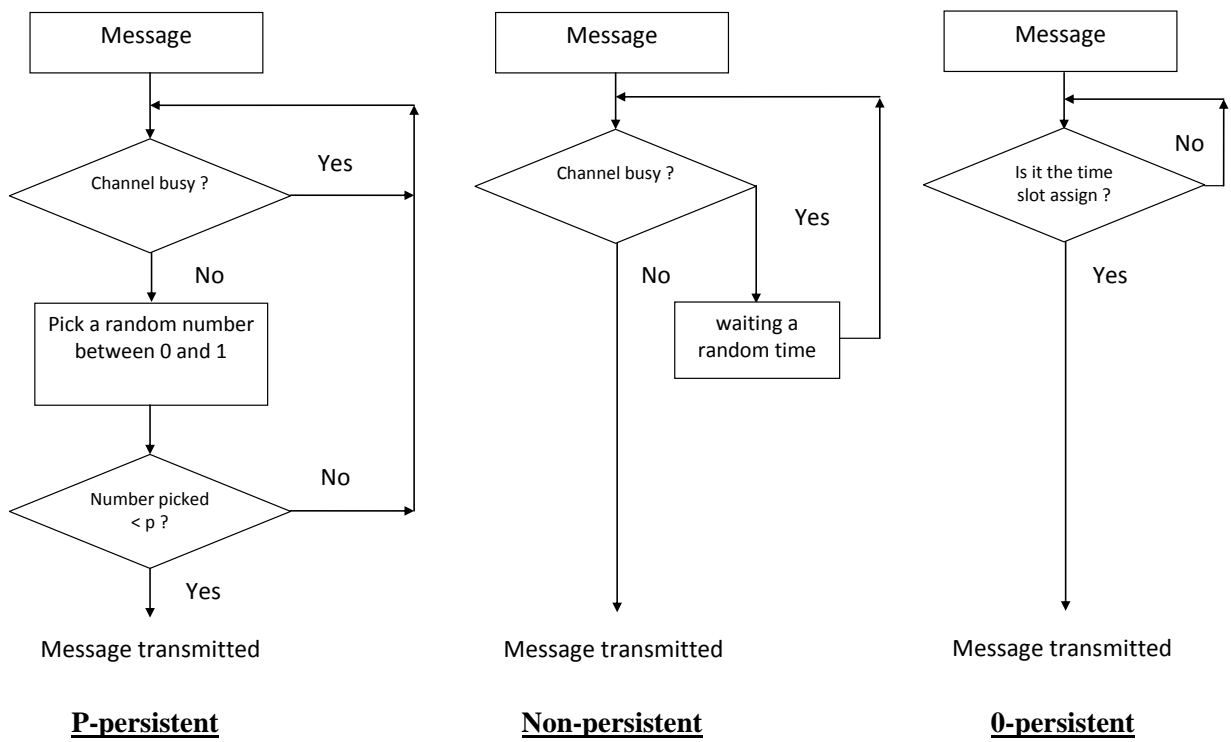 Message
Channel busy ?
Yes
No
Pick a random number
between 0 and 1
Number picked
< p ?
No
Yes
Message transmitted
P-persistent
Message
Channel busy ?
Yes
No
waiting a
random time
Message transmitted
Non-persistent
Message
Is it the time
slot assign ?
No
Yes
Message transmitted
0-persistent